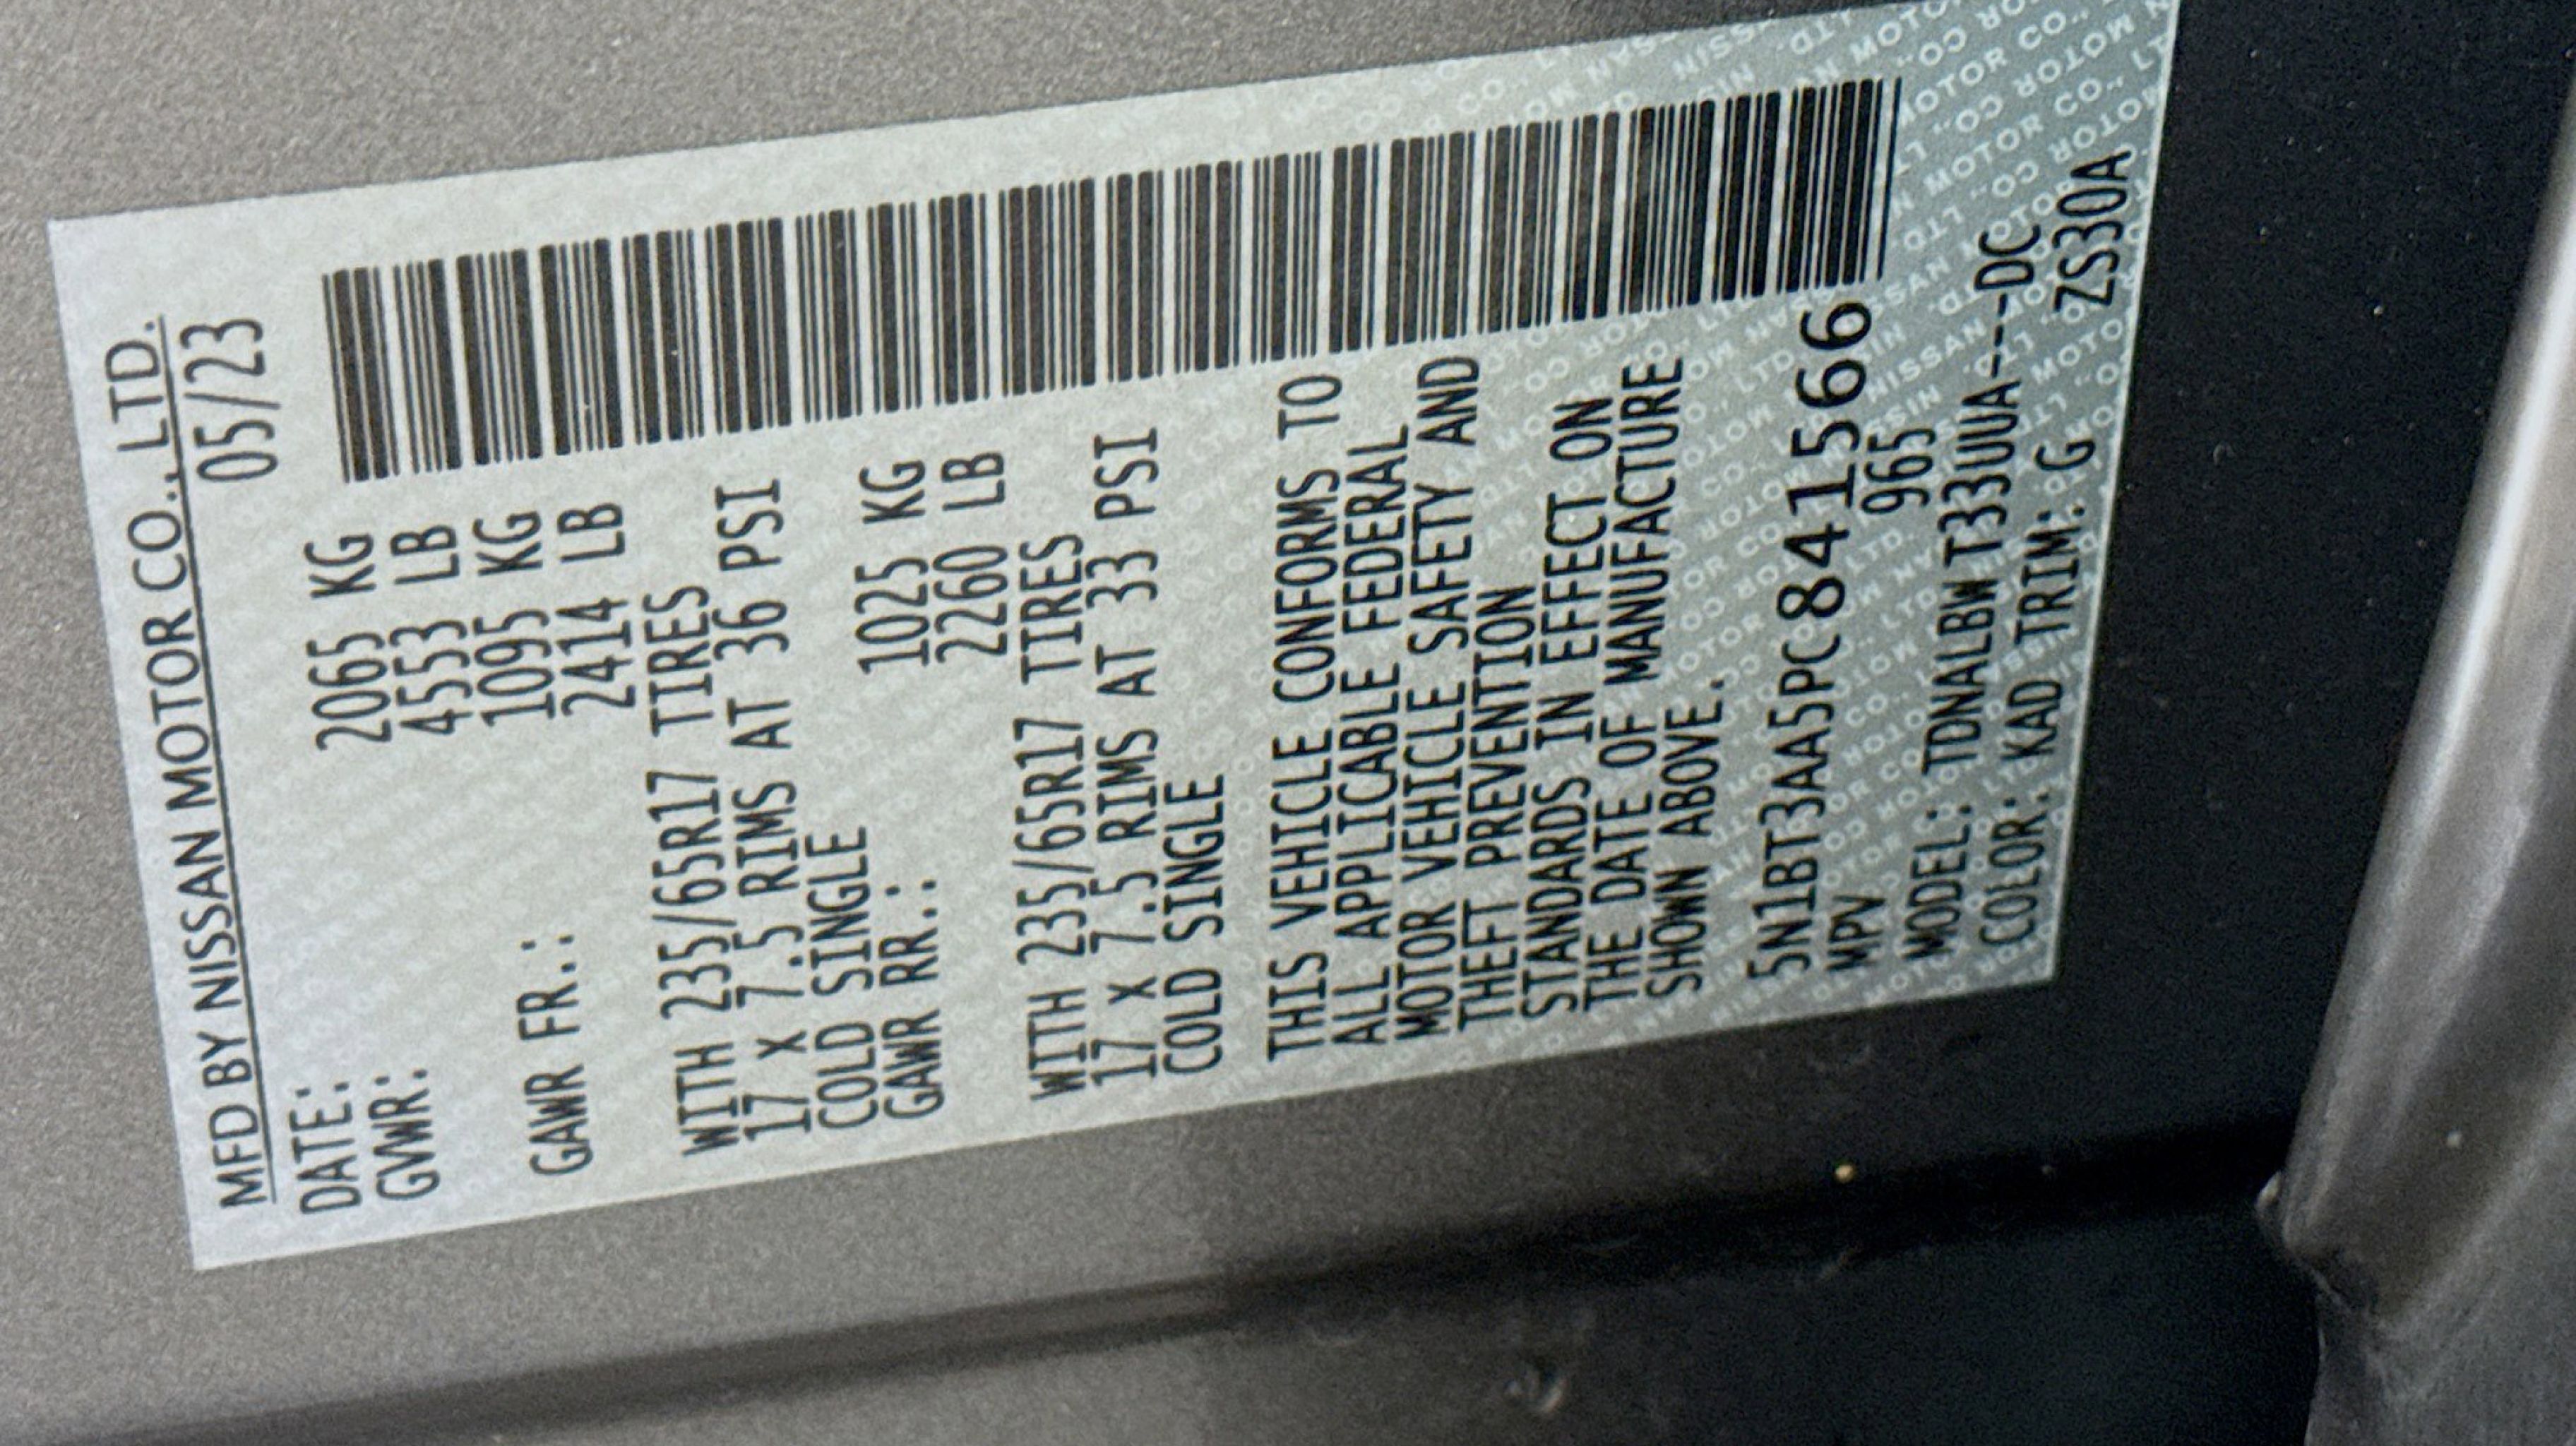 MFD BY NISSAN MOTOR CO., LTD.
DATE: 05/23
GVWR: 2065 KG
4553 LB
GAWR FR.: 1095 KG
2414 LB
WITH 235/65R17 TIRES
17 X 7.5 RIMS AT 36 PSI
COLD SINGLE
GAWR RR.: 1025 KG
2260 LB
WITH 235/65R17 TIRES
17 X 7.5 RIMS AT 33 PSI
COLD SINGLE
THIS VEHICLE CONFORMS TO
ALL APPLICABLE FEDERAL
MOTOR VEHICLE SAFETY AND
THEFT PREVENTION
STANDARDS IN EFFECT ON
THE DATE OF MANUFACTURE
SHOWN ABOVE.
5N1BT3AA5PC841566
MPV 965
MODEL: TDNALBW T33UUA---DC
COLOR: KAD TRIM: G ZS30A